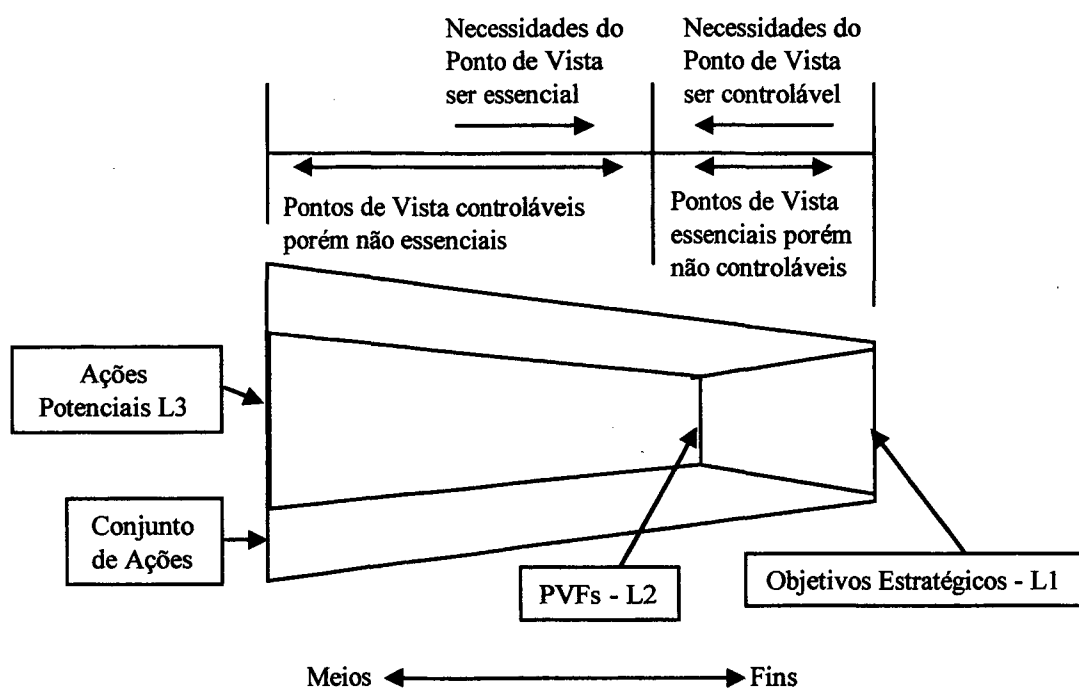 Necessidades do
Ponto de Vista
ser essencial
Necessidades do
Ponto de Vista
ser controlável
Pontos de Vista controláveis
porém não essenciais
Pontos de Vista
essenciais porém
não controláveis
Ações
Potenciais L3
Conjunto
de Ações
PVFs - L2
Objetivos Estratégicos - L1
Meios
Fins